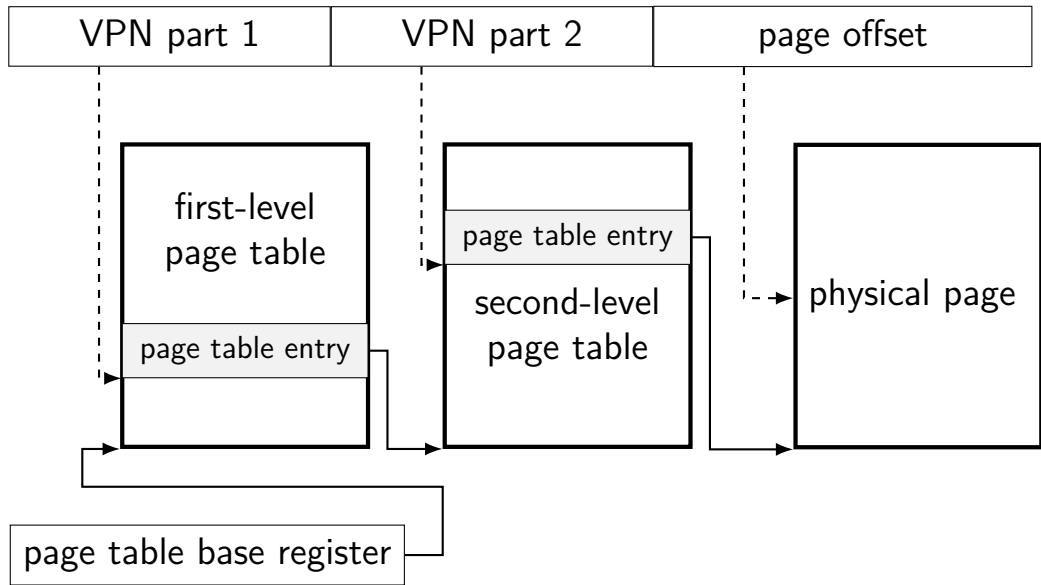 VPN part 1
VPN part 2
page offset
first-level
page table
page table entry
page table entry
second-level
page table
physical page
page table base register